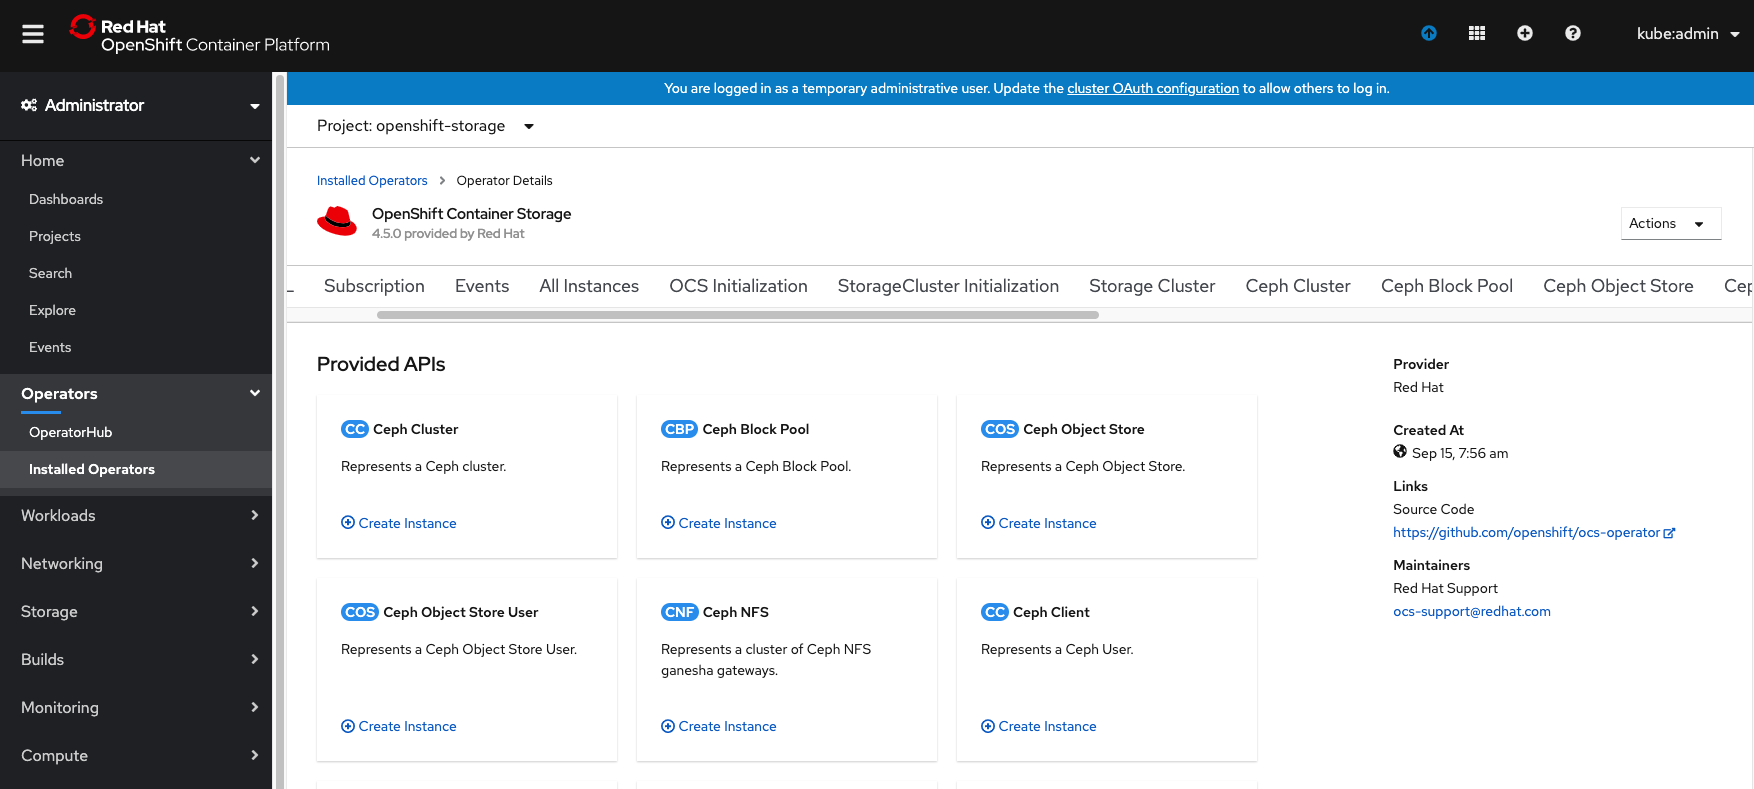 Red Hat
OpenShift Container Platform
kube:admin
Administrator
Home
Dashboards
Projects
Search
Explore
Events
Operators
OperatorHub
Installed Operators
Workloads
Networking
Storage
Builds
Monitoring
Compute
You are logged in as a temporary administrative user. Update the cluster OAuth configuration to allow others to log in.
Project: openshift-storage
Installed Operators > Operator Details
OpenShift Container Storage
4.5.0 provided by Red Hat
Actions
Subscription Events All Instances OCS Initialization StorageCluster Initialization Storage Cluster Ceph Cluster Ceph Block Pool Ceph Object Store
Provided APIs
CC Ceph Cluster
Represents a Ceph cluster.
Create Instance
CBP Ceph Block Pool
Represents a Ceph Block Pool.
Create Instance
COS Ceph Object Store
Represents a Ceph Object Store.
Create Instance
COS Ceph Object Store User
Represents a Ceph Object Store User.
Create Instance
CNF Ceph NFS
Represents a cluster of Ceph NFS
ganesha gateways.
Create Instance
CC Ceph Client
Represents a Ceph User.
Create Instance
Provider
Red Hat
Created At
Sep 15, 7:56 am
Links
Source Code
https://github.com/openshift/ocs-operator
Maintainers
Red Hat Support
ocs-support@redhat.com